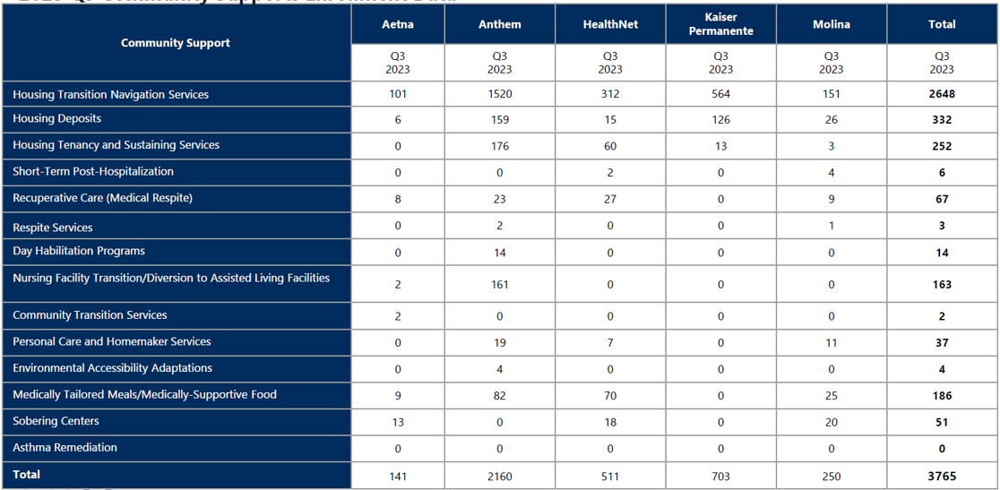 2023 Q3 Community Supports Enrollment Data
Community Support Aetna Anthem HealthNet Kaiser Permanente Molina Total
Q3 2023 Q3 2023 Q3 2023 Q3 2023 Q3 2023 Q3 2023
Housing Transition Navigation Services 101 1520 312 564 151 2648
Housing Deposits 6 159 15 126 26 332
Housing Tenancy and Sustaining Services 0 176 60 13 3 252
Short-Term Post-Hospitalization 0 0 2 0 4 6
Recuperative Care (Medical Respite) 8 23 27 0 9 67
Respite Services 0 2 0 0 1 3
Day Habilitation Programs 0 14 0 0 0 14
Nursing Facility Transition/Diversion to Assisted Living Facilities 2 161 0 0 0 163
Community Transition Services 2 0 0 0 0 2
Personal Care and Homemaker Services 0 19 7 0 11 37
Environmental Accessibility Adaptations 0 4 0 0 0 4
Medically Tailored Meals/Medically-Supportive Food 9 82 70 0 25 186
Sobering Centers 13 0 18 0 20 51
Asthma Remediation 0 0 0 0 0 0
Total 141 2160 511 703 250 3765